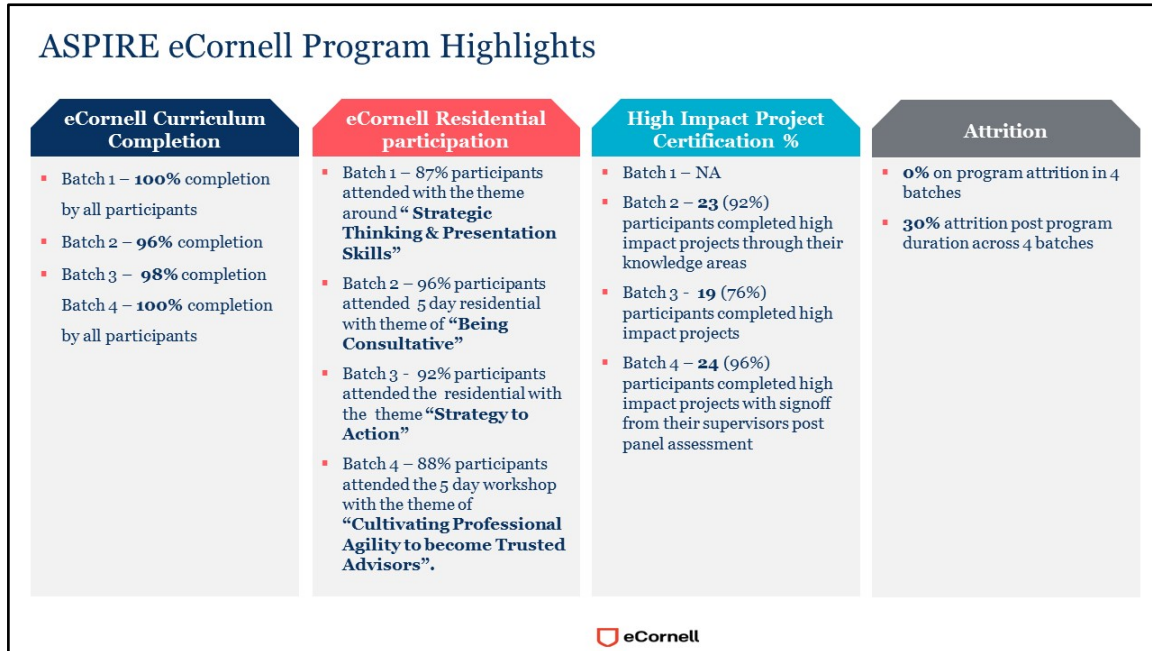 ASPIRE eCornell Program Highlights
eCornell Curriculum
Completion
▪ Batch 1 – 100% completion
by all participants
▪ Batch 2 – 96% completion
▪ Batch 3 – 98% completion
Batch 4 – 100% completion
by all participants
eCornell Residential
participation
▪ Batch 1 – 87% participants
attended with the theme
around “ Strategic
Thinking & Presentation
Skills”
▪ Batch 2 – 96% participants
attended 5 day residential
with theme of “Being
Consultative”
▪ Batch 3 - 92% participants
attended the residential with
the theme “Strategy to
Action”
▪ Batch 4 – 88% participants
attended the 5 day workshop
with the theme of
“Cultivating Professional
Agility to become Trusted
Advisors”.
High Impact Project
Certification %
▪ Batch 1 – NA
▪ Batch 2 – 23 (92%)
participants completed high
impact projects through their
knowledge areas
▪ Batch 3 - 19 (76%)
participants completed high
impact projects
▪ Batch 4 – 24 (96%)
participants completed high
impact projects with signoff
from their supervisors post
panel assessment
Attrition
▪ 0% on program attrition in 4
batches
▪ 30% attrition post program
duration across 4 batches
eCornell